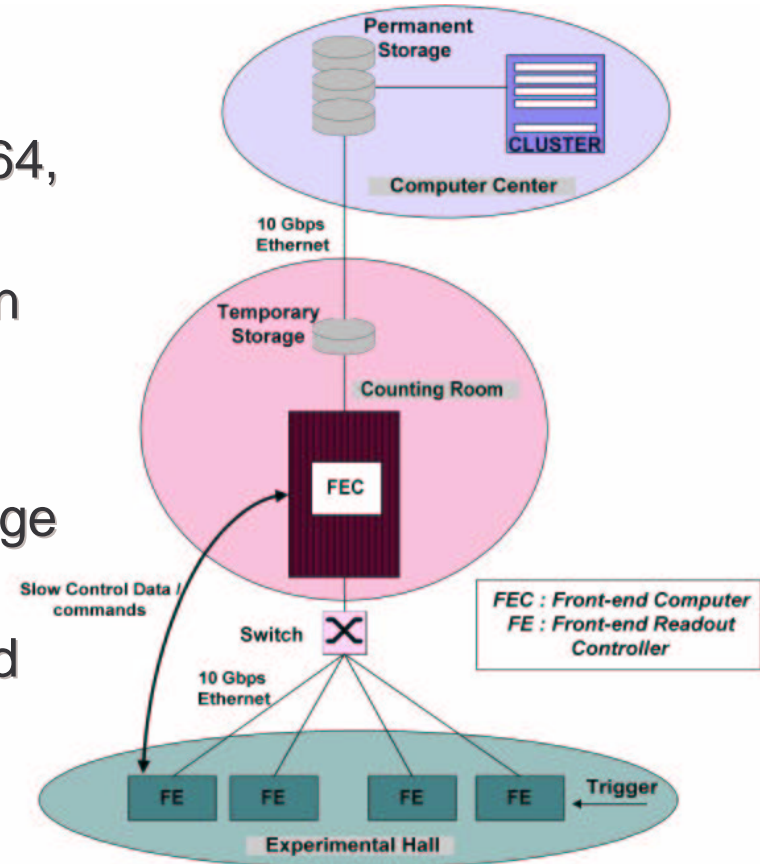 Permanent
Storage
CLUSTER
64,
Computer Center
10 Gbps
Ethernet
Temporary
Storage
Counting Room
FEC
ge
Slow Control Data /
commands
FEC : Front-end Computer
FE : Front-end Readout
Controller
Switch
d
10 Gbps
Ethernet
FE
FE
FE
FE
Trigger
Experimental Hall